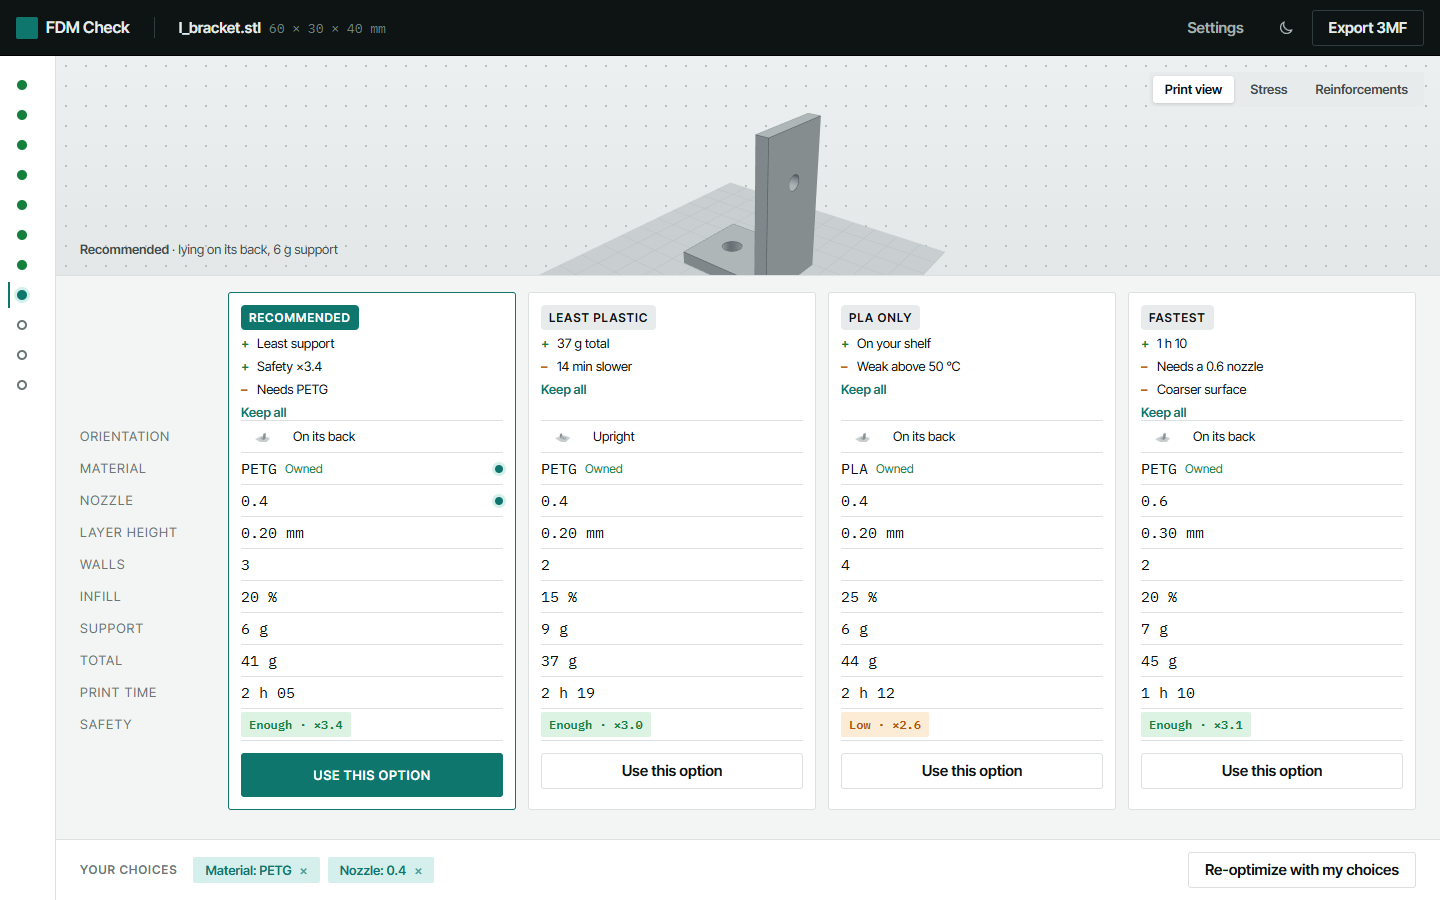 FDM Check
l_bracket.stl 60 × 30 × 40 mm
Settings
Export 3MF
Print view
Stress
Reinforcements
Recommended · lying on its back, 6 g support
RECOMMENDED
+ Least support
+ Safety ×3.4
– Needs PETG
Keep all
LEAST PLASTIC
+ 37 g total
– 14 min slower
Keep all
PLA ONLY
+ On your shelf
– Weak above 50 °C
Keep all
FASTEST
+ 1 h 10
– Needs a 0.6 nozzle
– Coarser surface
Keep all
ORIENTATION On its back Upright On its back On its back
MATERIAL PETG Owned PETG Owned PLA Owned PETG Owned
NOZZLE 0.4 0.4 0.4 0.6
LAYER HEIGHT 0.20 mm 0.20 mm 0.20 mm 0.30 mm
WALLS 3 2 4 2
INFILL 20 % 15 % 25 % 20 %
SUPPORT 6 g 9 g 6 g 7 g
TOTAL 41 g 37 g 44 g 45 g
PRINT TIME 2 h 05 2 h 19 2 h 12 1 h 10
SAFETY Enough · ×3.4 Enough · ×3.0 Low · ×2.6 Enough · ×3.1
USE THIS OPTION Use this option Use this option Use this option
YOUR CHOICES Material: PETG × Nozzle: 0.4 × Re-optimize with my choices